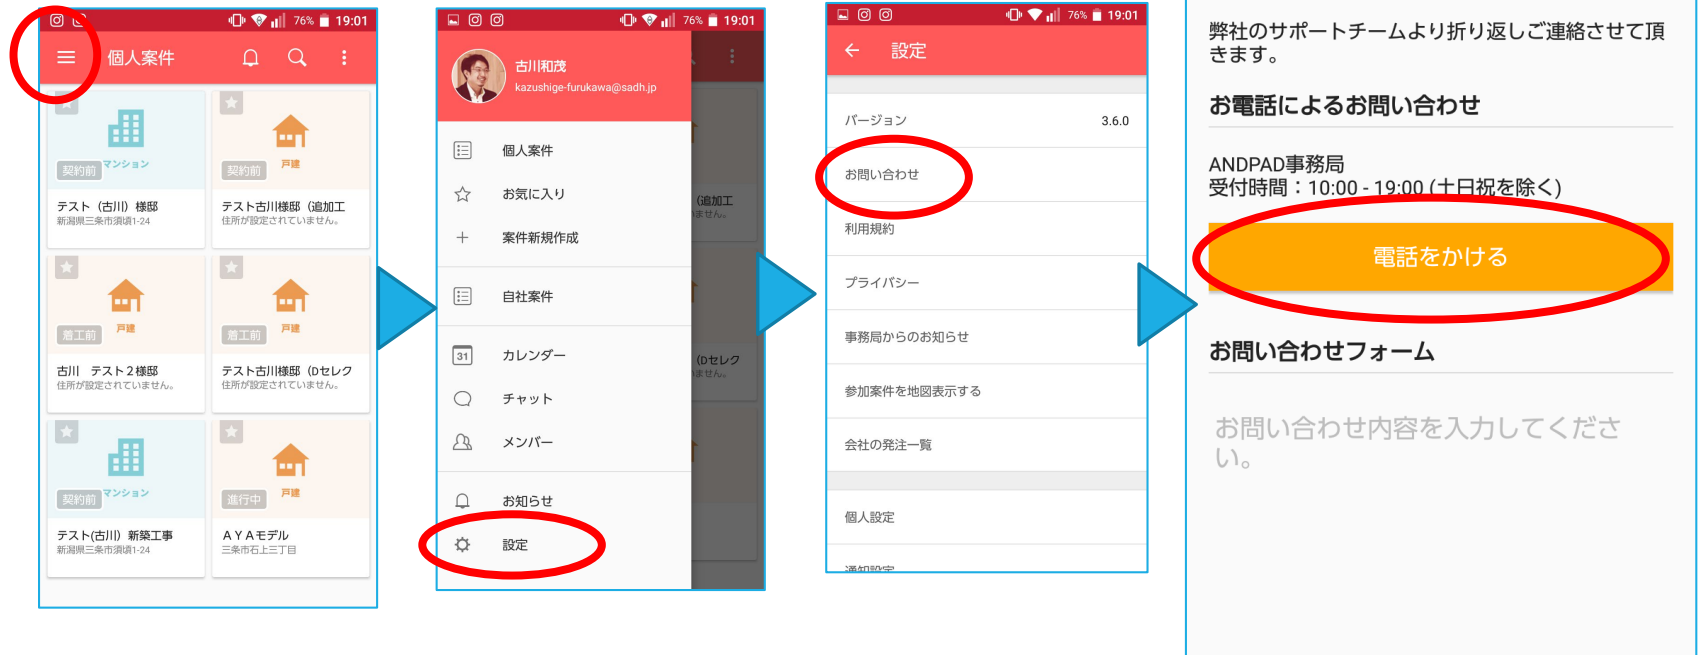 76% 19:01
個人案件
マンション
契約前
テスト（古川）様邸
新潟県三条市須頃1-24
戸建
契約前
テスト古川様邸（追加工
住所が設定されていません。
戸建
着工前
古川　テスト２様邸
住所が設定されていません。
戸建
着工前
テスト古川様邸（Dセレク
住所が設定されていません。
マンション
契約前
テスト(古川）新築工事
新潟県三条市須頃1-24
戸建
進行中
ＡＹＡモデル
三条市石上三丁目
76% 19:01
古川和茂
kazushige-furukawa@sadh.jp
個人案件
お気に入り
案件新規作成
自社案件
31 カレンダー
チャット
メンバー
お知らせ
設定
（追加工
ません。
（Dセレク
ません。
76% 19:01
設定
バージョン 3.6.0
お問い合わせ
利用規約
プライバシー
事務局からのお知らせ
参加案件を地図表示する
会社の発注一覧
個人設定
通知設定
弊社のサポートチームより折り返しご連絡させて頂
きます。
お電話によるお問い合わせ
ANDPAD事務局
受付時間：10:00 - 19:00 (土日祝を除く)
電話をかける
お問い合わせフォーム
お問い合わせ内容を入力してくださ
い。